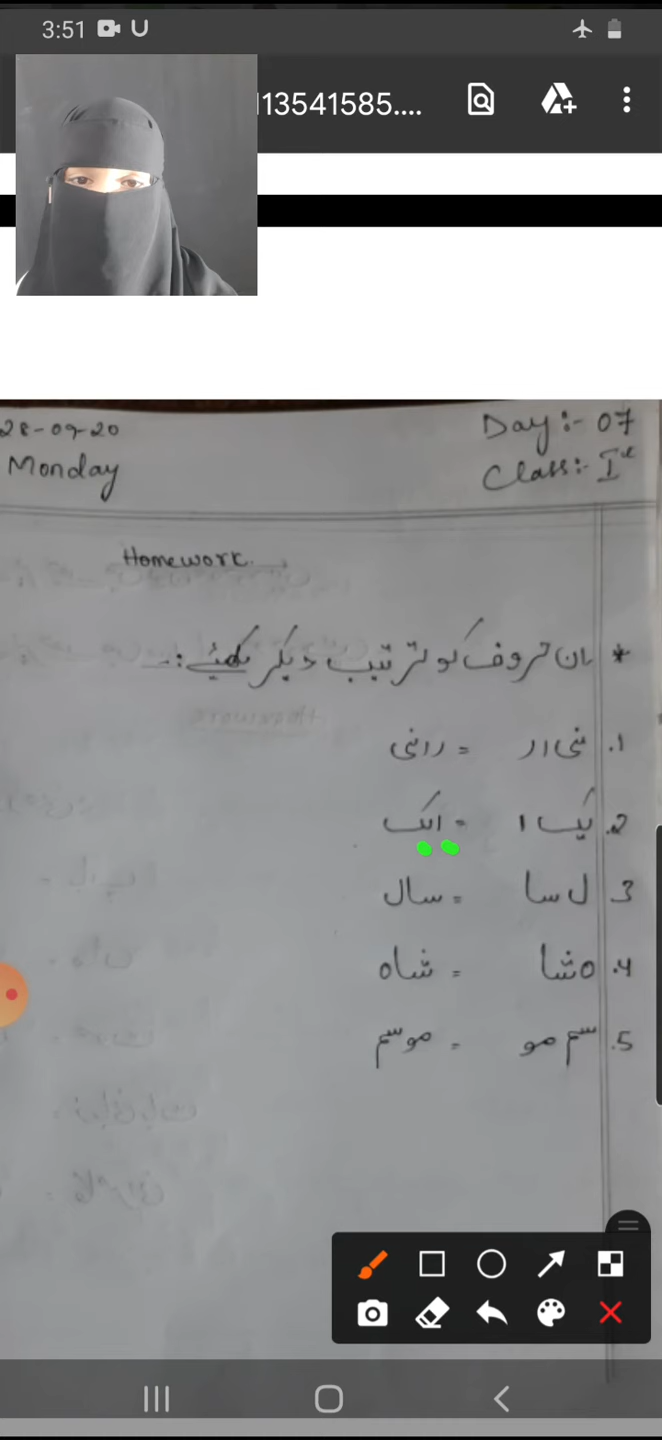 3:51
113541585....
28-09-20
Day:- 07
Monday
Class:- I
Homework
* ان حروف کو ترتیب دیکر لکھئے:-
1. نی ار = رانی
2. یک ا = ایک
3 ل سا = سال
4. ہ شا = شاہ
5. سم مو = موسم